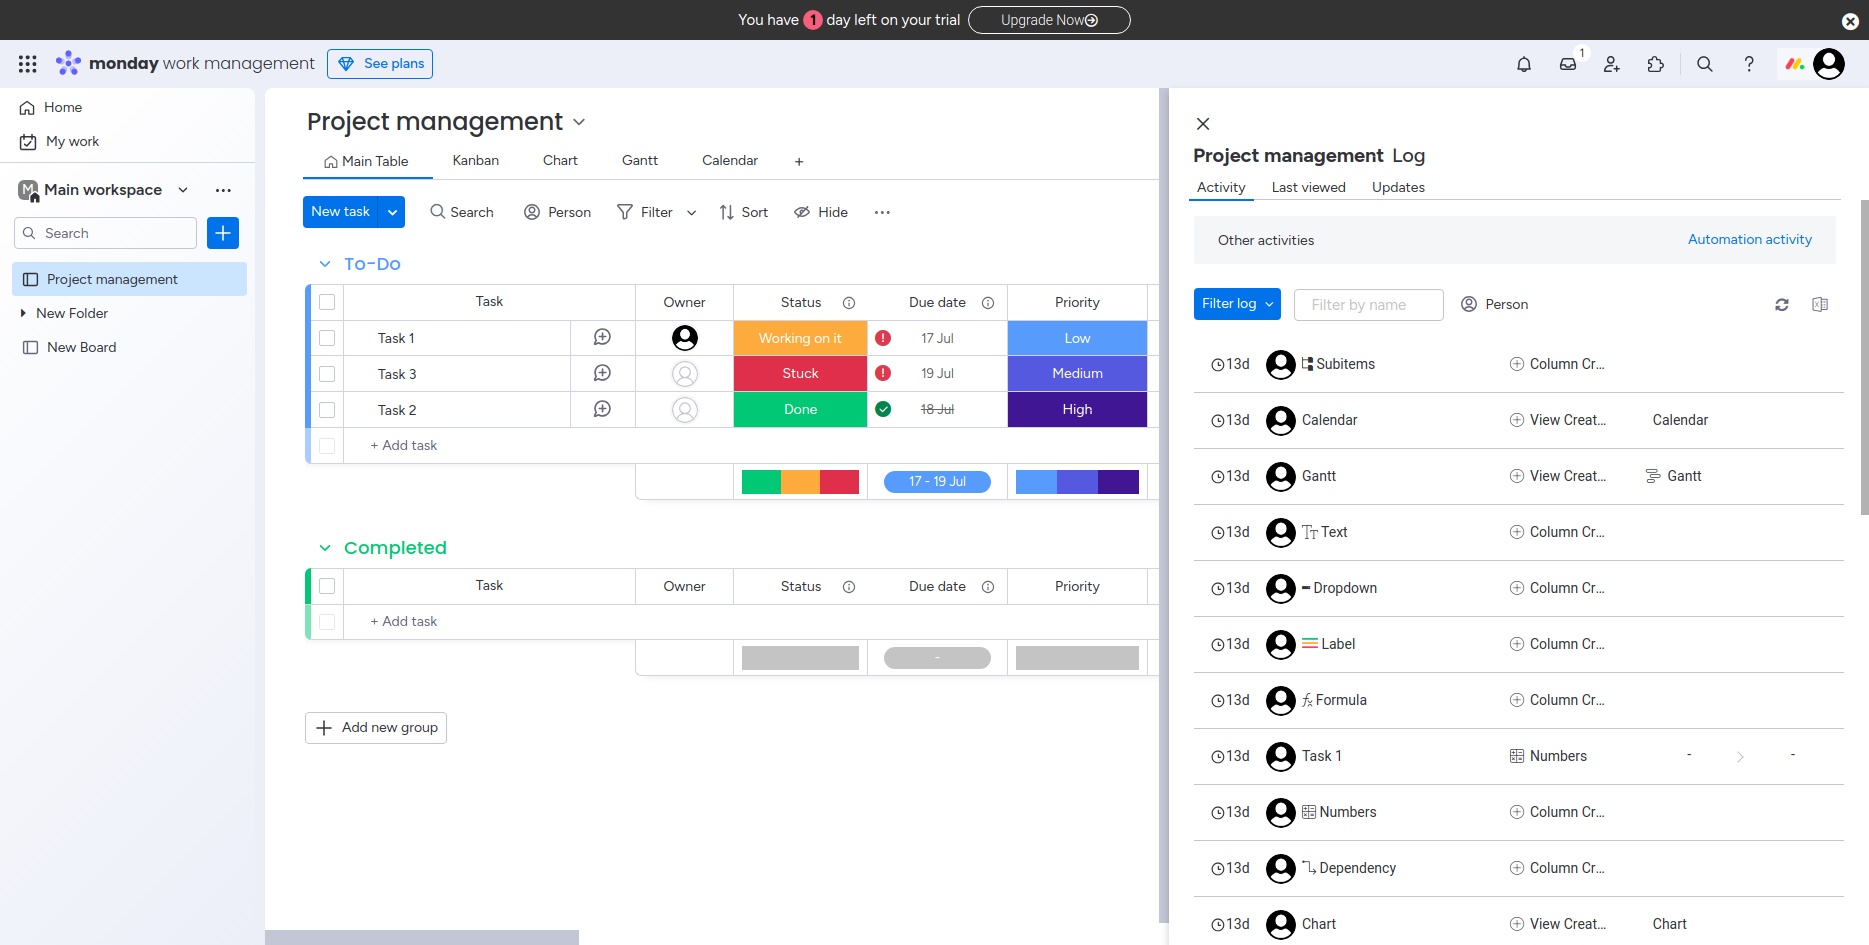 You have 1 day left on your trial Upgrade Now
monday work management See plans
1
Home
My work
M Main workspace
Search
Project management
New Folder
New Board
Project management
Main Table Kanban Chart Gantt Calendar +
New task Search Person Filter Sort Hide
To-Do
Task Owner Status Due date Priority
Task 1 Working on it 17 Jul Low
Task 3 Stuck 19 Jul Medium
Task 2 Done 18 Jul High
+ Add task
17 - 19 Jul
Completed
Task Owner Status Due date Priority
+ Add task
-
Add new group
Project management Log
Activity Last viewed Updates
Other activities Automation activity
Filter log Filter by name Person
13d Subitems Column Cr...
13d Calendar View Creat... Calendar
13d Gantt View Creat... Gantt
13d Text Column Cr...
13d Dropdown Column Cr...
13d Label Column Cr...
13d Formula Column Cr...
13d Task 1 Numbers - -
13d Numbers Column Cr...
13d Dependency Column Cr...
13d Chart View Creat... Chart